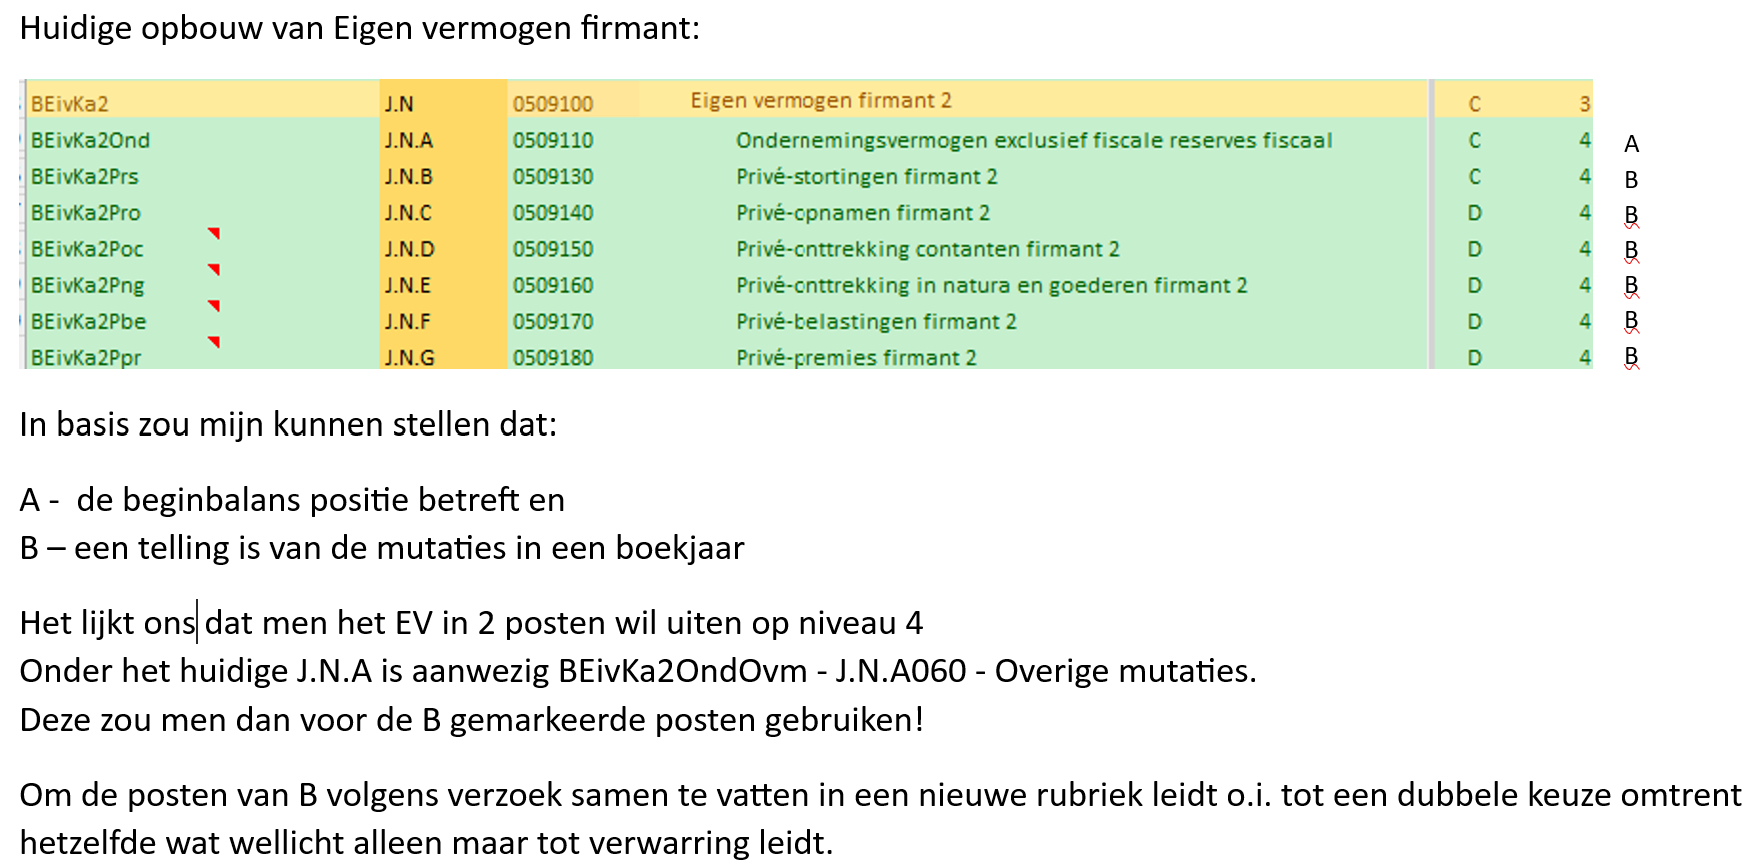 Huidige opbouw van Eigen vermogen firmant:
BEivKa2 J.N 0509100 Eigen vermogen firmant 2 C 3
BEivKa2Ond J.N.A 0509110 Ondernemingsvermogen exclusief fiscale reserves fiscaal C 4 A
BEivKa2Prs J.N.B 0509130 Privé-stortingen firmant 2 C 4 B
BEivKa2Pro J.N.C 0509140 Privé-opnamen firmant 2 D 4 B
BEivKa2Poc J.N.D 0509150 Privé-onttrekking contanten firmant 2 D 4 B
BEivKa2Png J.N.E 0509160 Privé-onttrekking in natura en goederen firmant 2 D 4 B
BEivKa2Pbe J.N.F 0509170 Privé-belastingen firmant 2 D 4 B
BEivKa2Ppr J.N.G 0509180 Privé-premies firmant 2 D 4 B
In basis zou mijn kunnen stellen dat:
A - de beginbalans positie betreft en
B – een telling is van de mutaties in een boekjaar
Het lijkt ons dat men het EV in 2 posten wil uiten op niveau 4
Onder het huidige J.N.A is aanwezig BEivKa2OndOvm - J.N.A060 - Overige mutaties.
Deze zou men dan voor de B gemarkeerde posten gebruiken!
Om de posten van B volgens verzoek samen te vatten in een nieuwe rubriek leidt o.i. tot een dubbele keuze omtrent
hetzelfde wat wellicht alleen maar tot verwarring leidt.